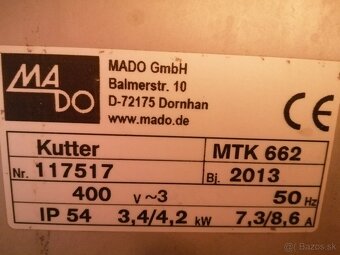 MADO
MADO GmbH
Balmerstr. 10
D-72175 Dornhan
www.mado.de
CE
Kutter MTK 662
Nr. 117517 Bj. 2013
400 V ~3 50 Hz
IP 54 3,4/4,2 kW 7,3/8,6 A
© bazos.sk